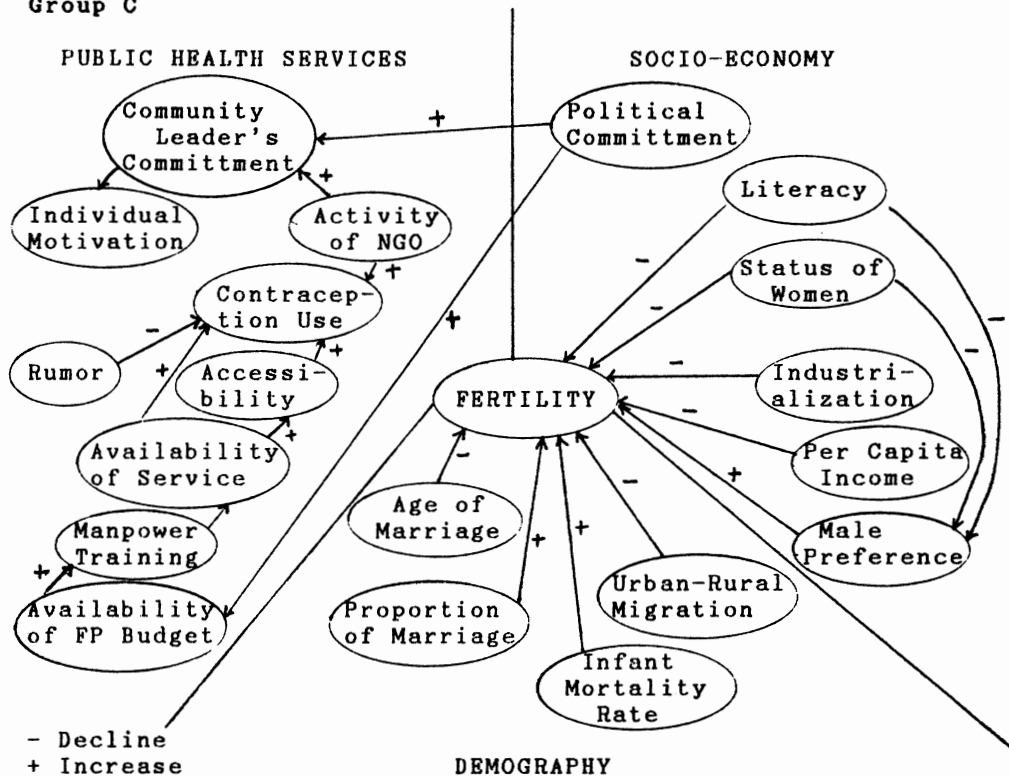 Group C
PUBLIC HEALTH SERVICES
SOCIO-ECONOMY
Community
Leader's
Committment
+
Political
Committment
Individual
Motivation
+
Activity
of NGO
Literacy
+
Contracep-
tion Use
-
Status of
Women
-
-
-
-
Rumor
+
+
Accessi-
bility
+
FERTILITY
-
Industri-
alization
+
Availability
of Service
-
Age of
Marriage
-
Per Capita
Income
+
Manpower
Training
+
+
-
Male
Preference
+
Availability
of FP Budget
Proportion
of Marriage
Urban-Rural
Migration
Infant
Mortality
Rate
- Decline
+ Increase
DEMOGRAPHY